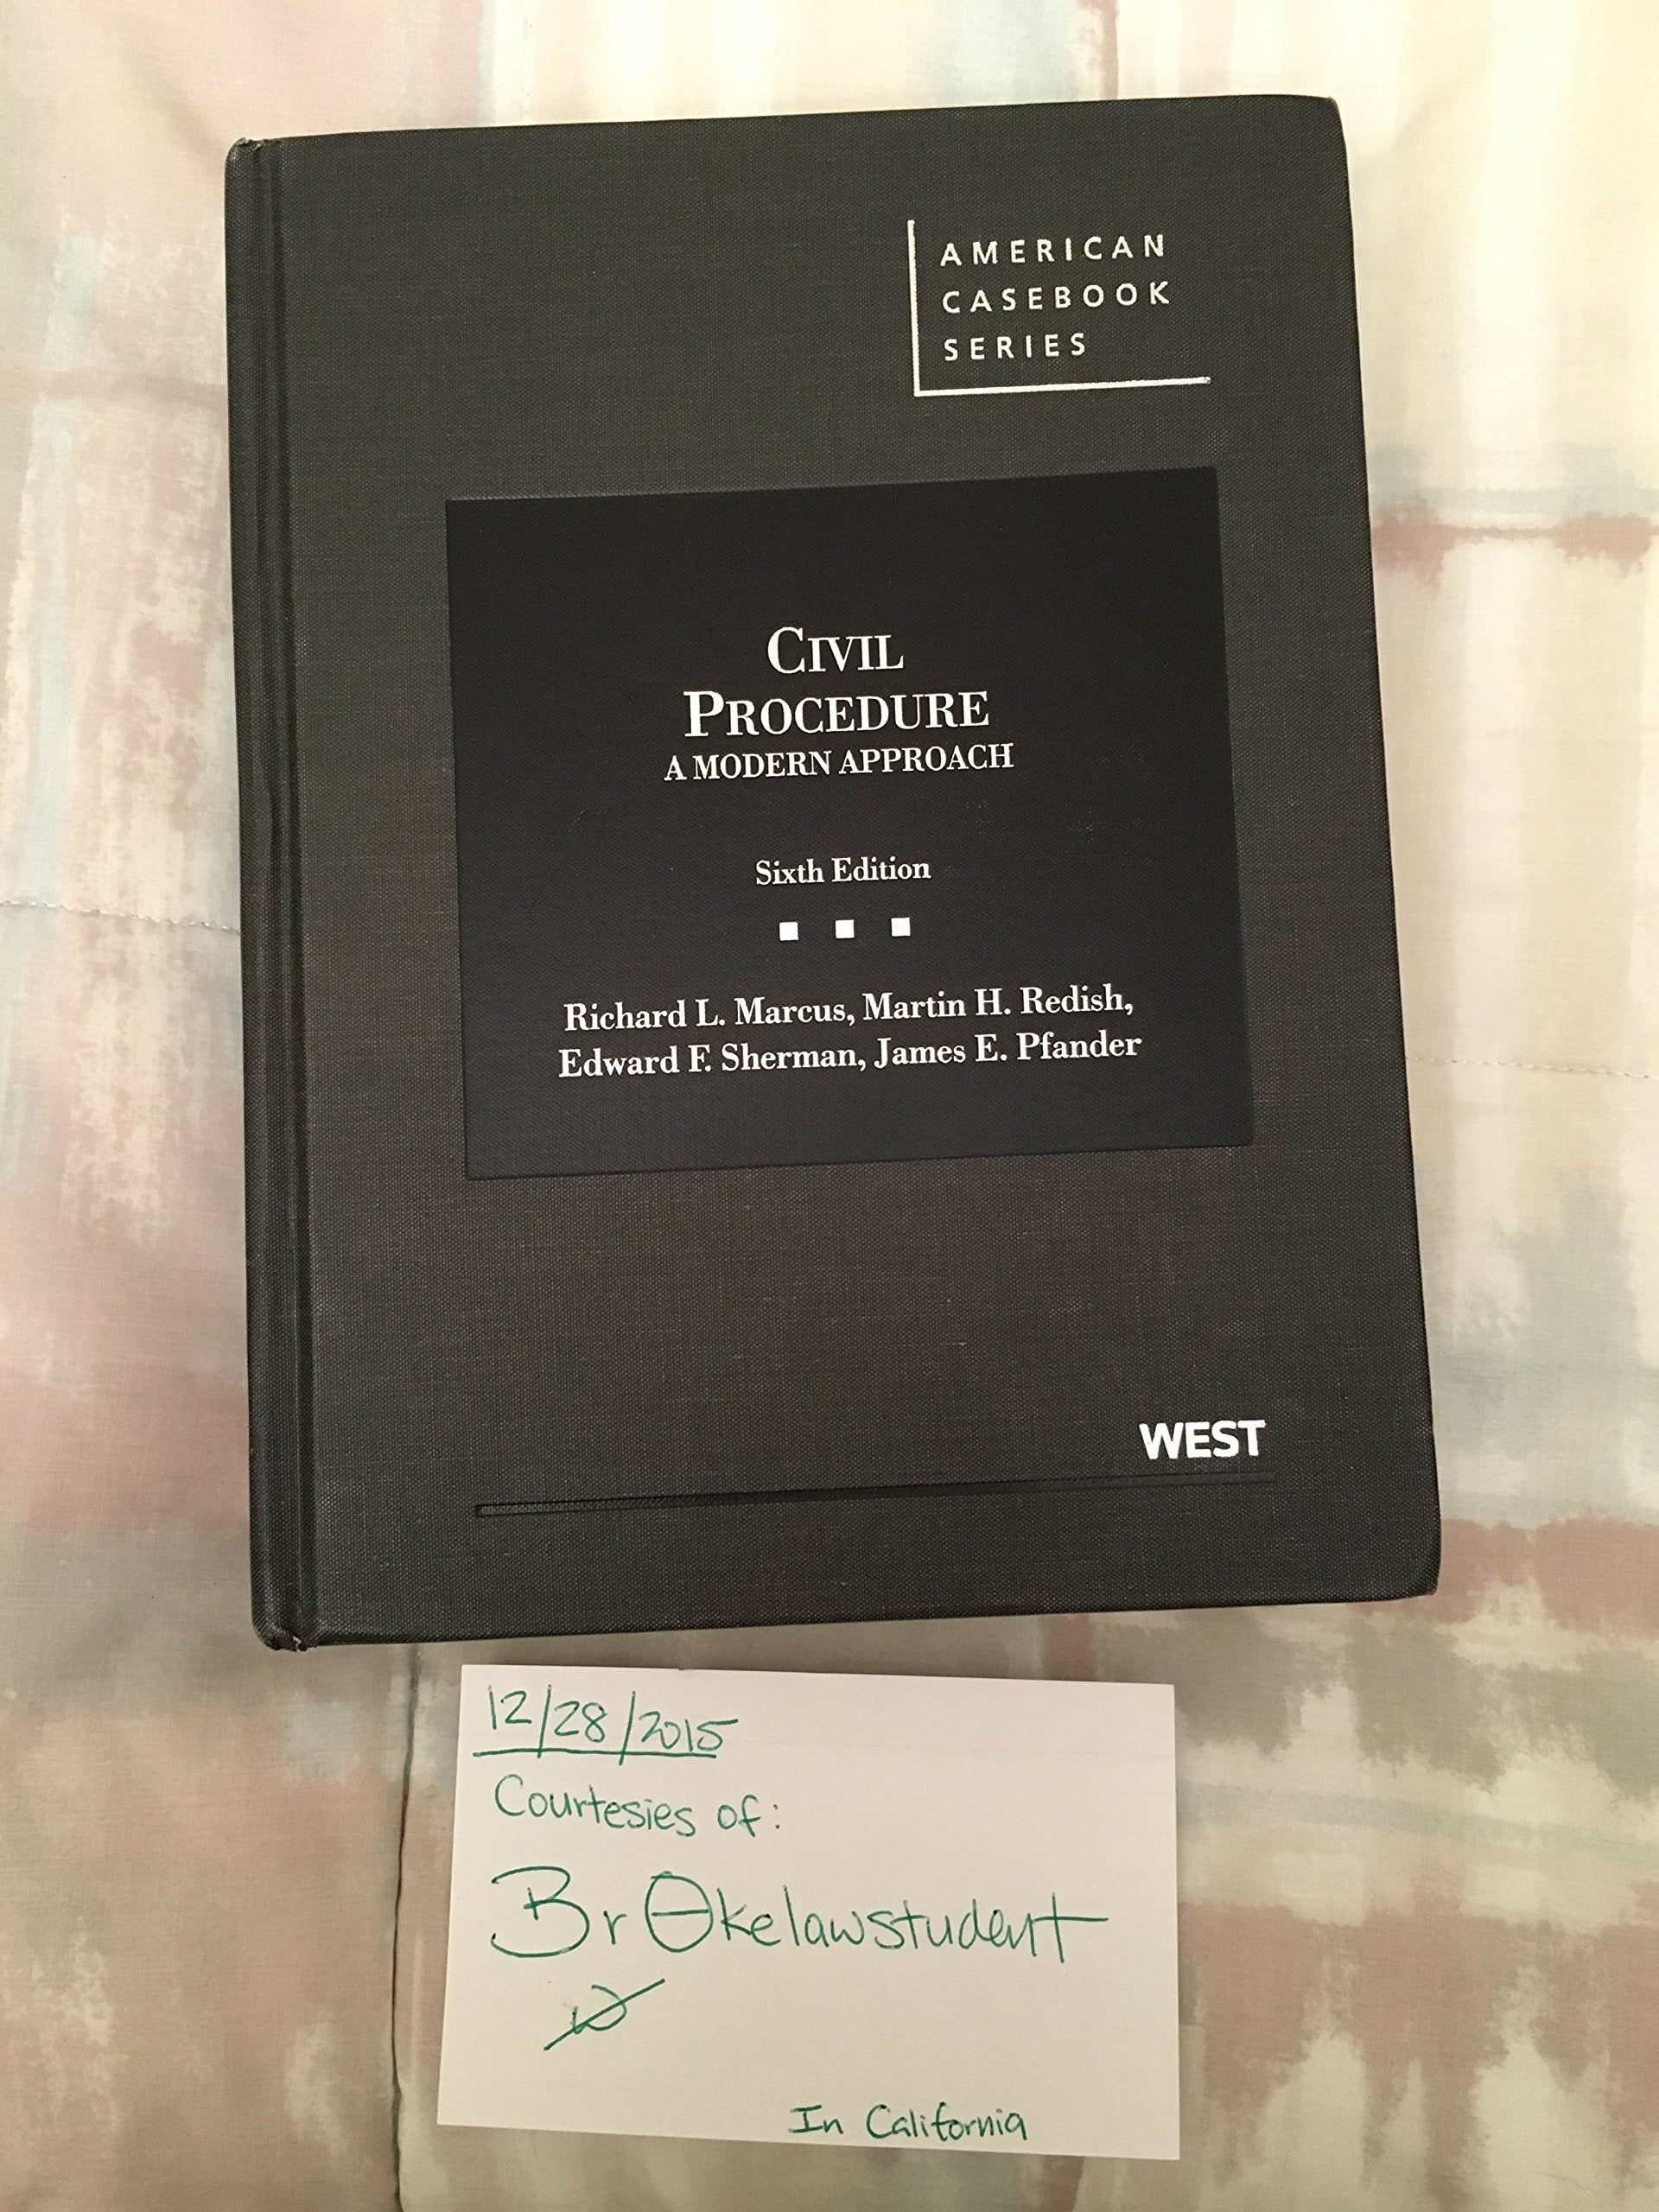 AMERICAN
CASEBOOK
SERIES
CIVIL
PROCEDURE
A MODERN APPROACH
Sixth Edition
Richard L. Marcus, Martin H. Redish,
Edward F. Sherman, James E. Pfander
WEST
12/28/2015
Courtesies of:
BrOkelawstudent
In California